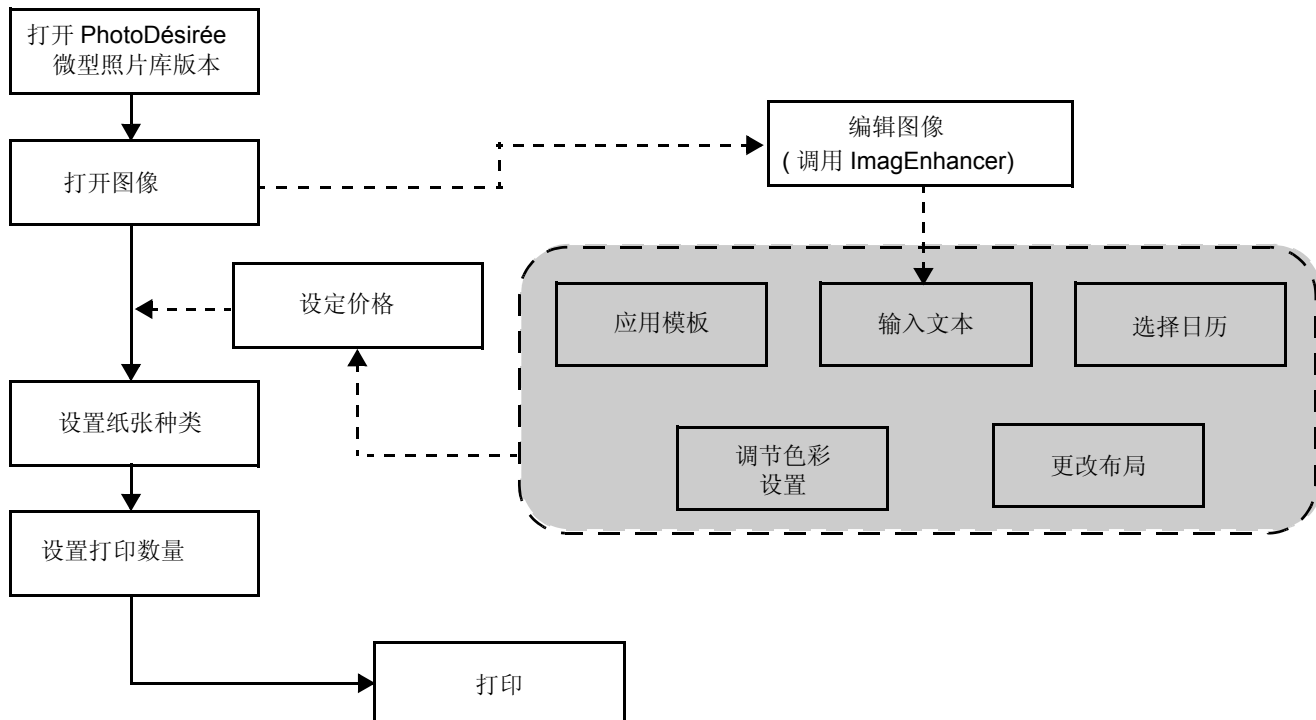 打开 PhotoDésirée
微型照片库版本
编辑图像
( 调用 ImagEnhancer)
打开图像
设定价格
应用模板
输入文本
选择日历
设置纸张种类
调节色彩
设置
更改布局
设置打印数量
打印